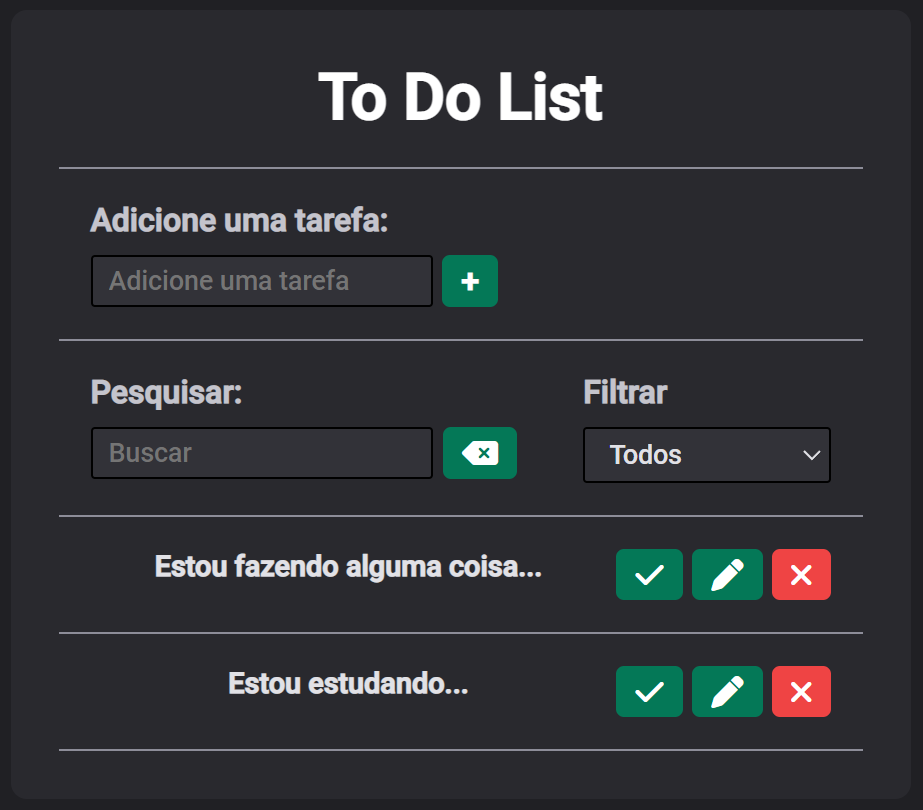 To Do List
Adicione uma tarefa:
Adicione uma tarefa
Pesquisar:
Filtrar
Buscar
Todos
Estou fazendo alguma coisa...
Estou estudando...